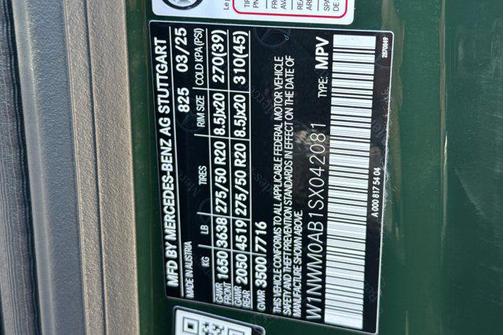 MFD BY MERCEDES-BENZ AG STUTTGART
MADE IN AUSTRIA 825 03/25
KG LB TIRES RIM SIZE COLD KPA (PSI)
GAWR FRONT 1650 3638 275/50 R20 8.5Jx20 270(39)
GAWR REAR 2050 4519 275/50 R20 8.5Jx20 310(45)
GWR 3500 7716
THIS VEHICLE CONFORMS TO ALL APPLICABLE FEDERAL MOTOR VEHICLE
SAFETY AND THEFT PREVENTION STANDARDS IN EFFECT ON THE DATE OF
MANUFACTURE SHOWN ABOVE.
W1NWM0AB1SX042081 TYPE: MPV
A 000 817 54 04